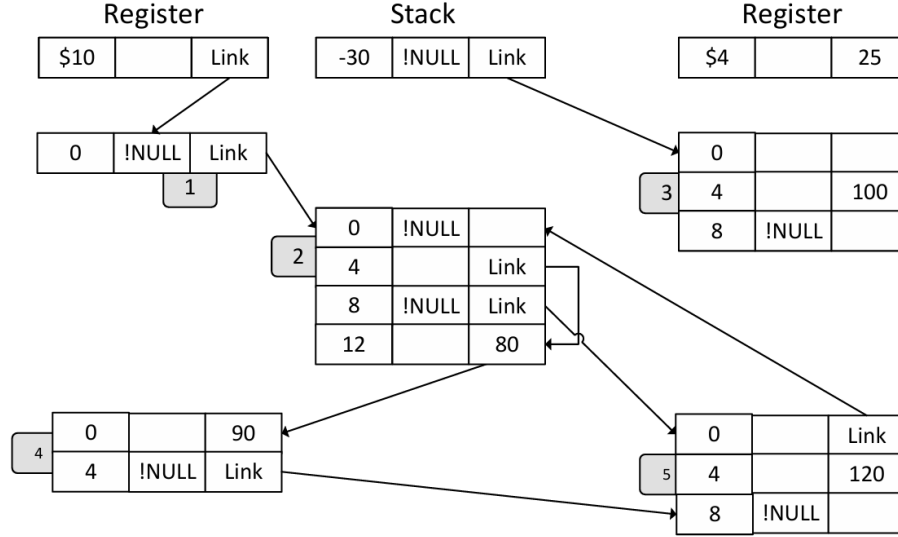 Register Stack Register
$10 Link -30 !NULL Link $4 25
0 !NULL Link
1
0
3 4 100
8 !NULL
0 !NULL
2 4 Link
8 !NULL Link
12 80
0 90
4 4 !NULL Link
0 Link
5 4 120
8 !NULL